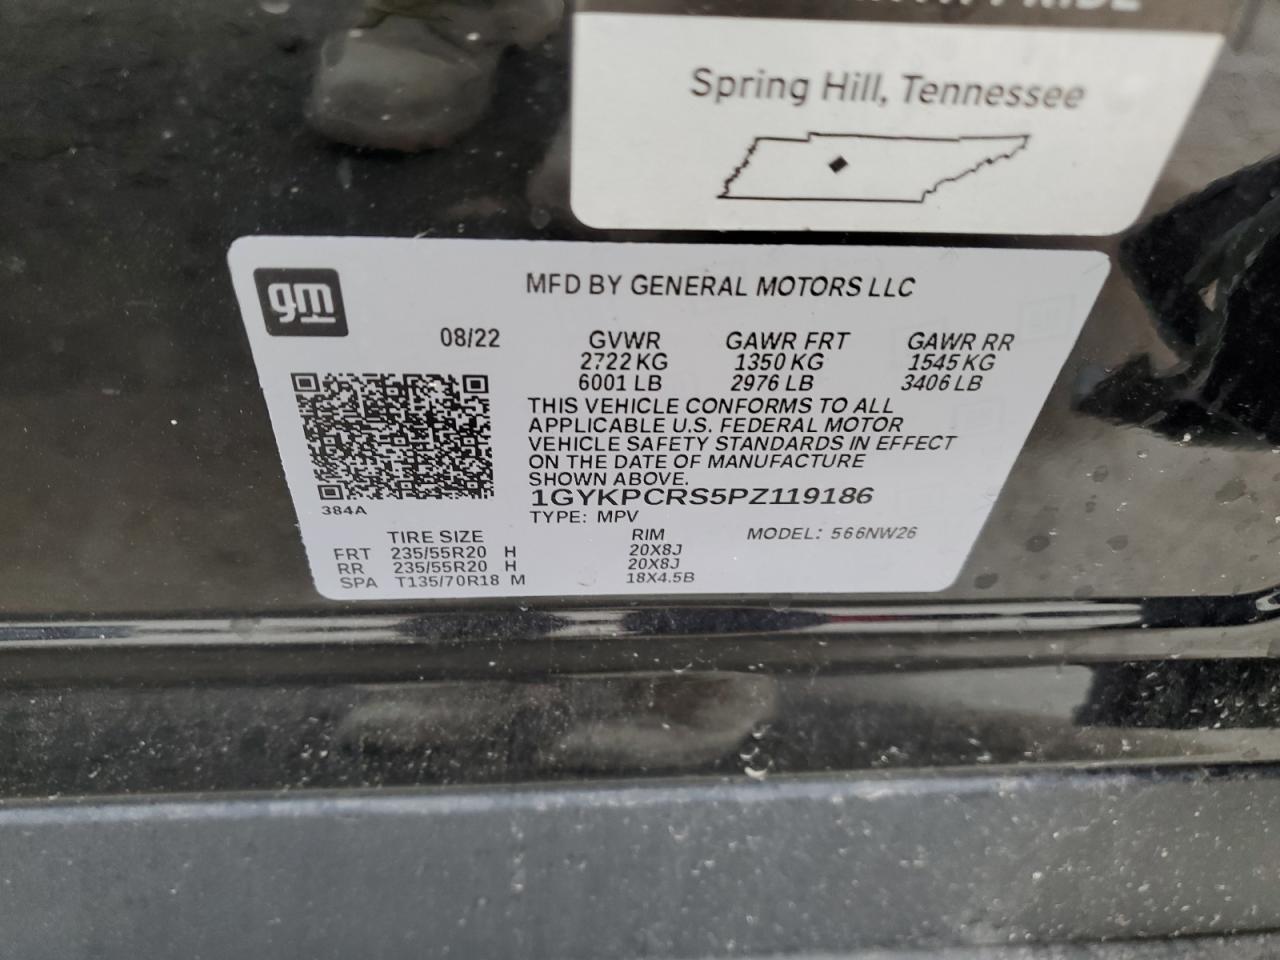 PRIDE
Spring Hill, Tennessee
gm
MFD BY GENERAL MOTORS LLC
08/22 GVWR GAWR FRT GAWR RR
2722 KG 1350 KG 1545 KG
6001 LB 2976 LB 3406 LB
THIS VEHICLE CONFORMS TO ALL
APPLICABLE U.S. FEDERAL MOTOR
VEHICLE SAFETY STANDARDS IN EFFECT
ON THE DATE OF MANUFACTURE
SHOWN ABOVE.
1GYKPCRS5PZ119186
TYPE: MPV
384A
TIRE SIZE RIM MODEL: 566NW26
FRT 235/55R20 H 20X8J
RR 235/55R20 H 20X8J
SPA T135/70R18 M 18X4.5B